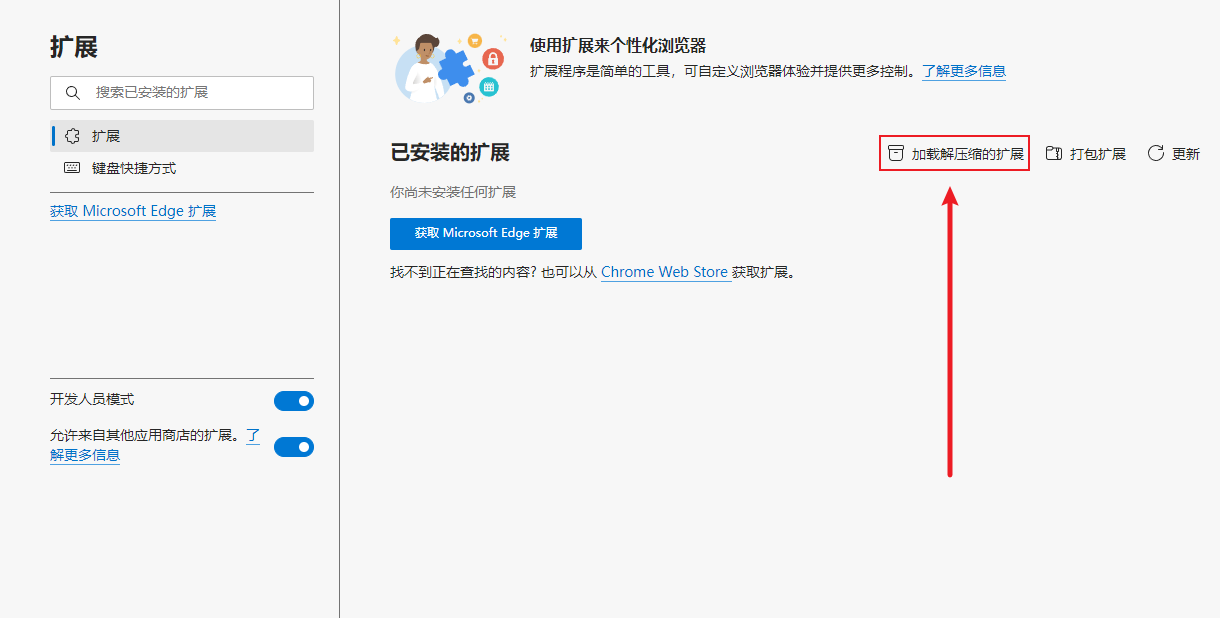 扩展
搜索已安装的扩展
扩展
键盘快捷方式
获取 Microsoft Edge 扩展
开发人员模式
允许来自其他应用商店的扩展。了
解更多信息
使用扩展来个性化浏览器
扩展程序是简单的工具，可自定义浏览器体验并提供更多控制。了解更多信息
已安装的扩展
加载解压缩的扩展
打包扩展
更新
你尚未安装任何扩展
获取 Microsoft Edge 扩展
找不到正在查找的内容? 也可以从 Chrome Web Store 获取扩展。